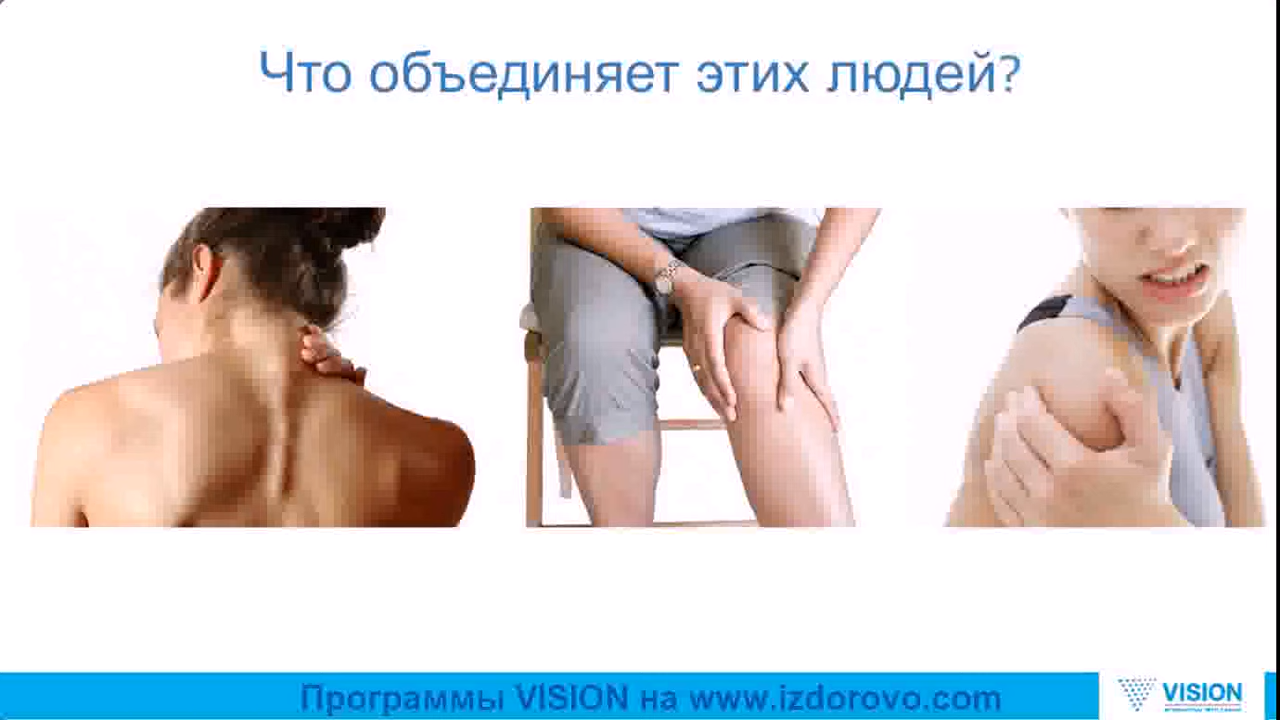 Что объединяет этих людей?
Программы VISION на www.izdorovo.com
VISION